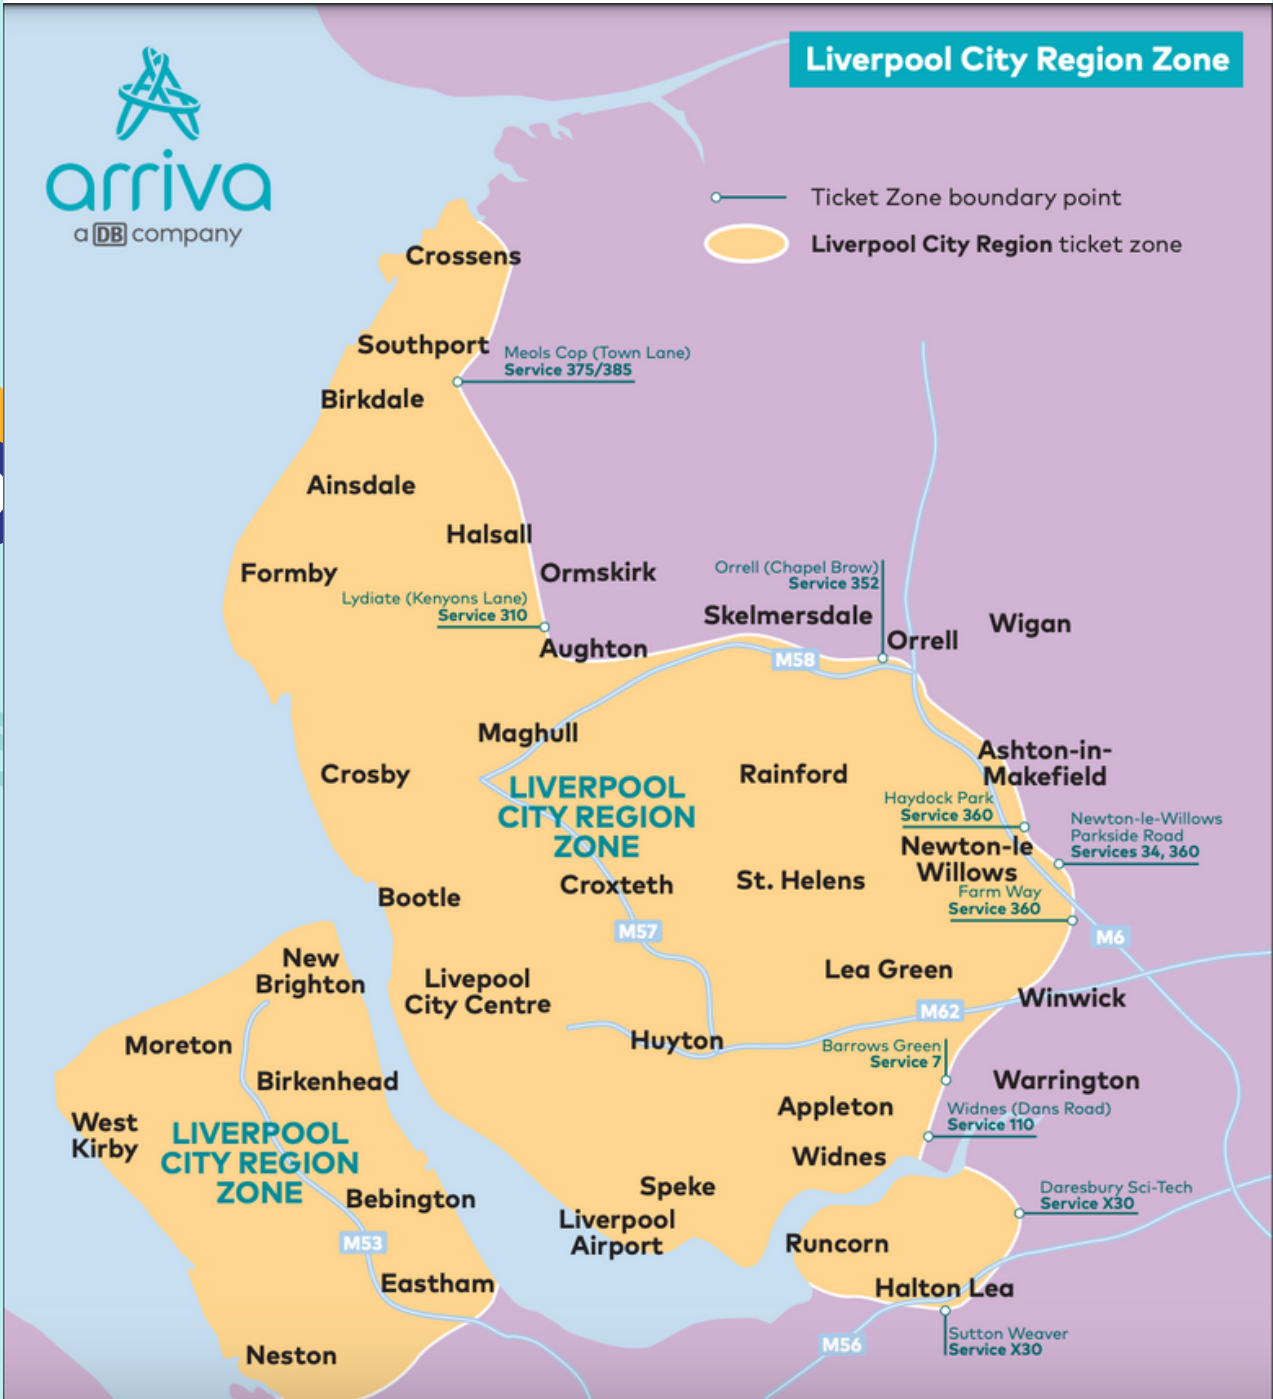 Liverpool City Region Zone
arriva
a DB company
Ticket Zone boundary point
Liverpool City Region ticket zone
Crossens
Southport
Meols Cop (Town Lane)
Service 375/385
Birkdale
Ainsdale
Halsall
Formby
Ormskirk
Orrell (Chapel Brow)
Service 352
Lydiate (Kenyons Lane)
Service 310
Skelmersdale
Wigan
Orrell
Aughton
M58
Maghull
Crosby
Rainford
Ashton-in-
Makefield
LIVERPOOL
CITY REGION
ZONE
Haydock Park
Service 360
Newton-le-Willows
Parkside Road
Services 34, 360
Newton-le
Willows
Croxteth
St. Helens
Farm Way
Service 360
Bootle
M57
M6
New
Brighton
Livepool
City Centre
Lea Green
Winwick
M62
Moreton
Huyton
Barrows Green
Service 7
Birkenhead
Warrington
Appleton
Widnes (Dans Road)
Service 110
West
Kirby
LIVERPOOL
CITY REGION
ZONE
Widnes
Bebington
Speke
Daresbury Sci-Tech
Service X30
Liverpool
Airport
M53
Runcorn
Eastham
Halton Lea
Sutton Weaver
Service X30
M56
Neston